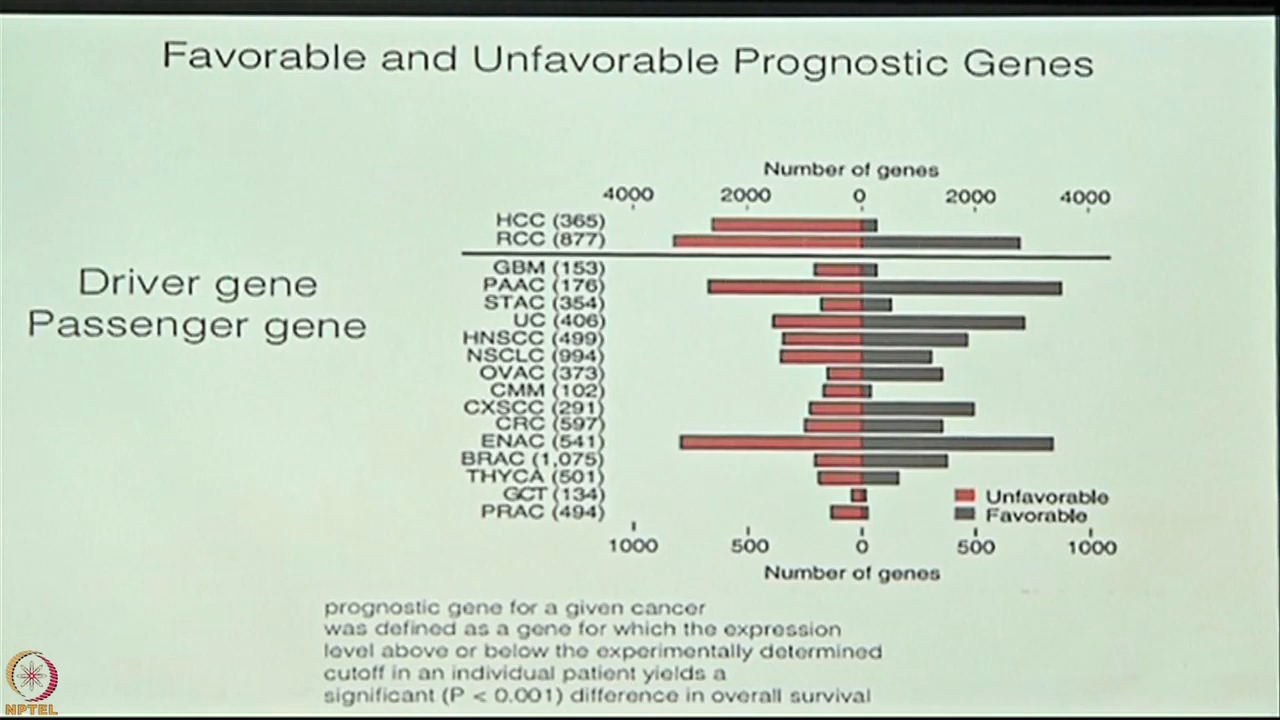 Favorable and Unfavorable Prognostic Genes
Driver gene
Passenger gene
Number of genes
4000 2000 0 2000 4000
HCC (365)
RCC (877)
GBM (153)
PAAC (176)
STAC (354)
UC (406)
HNSCC (499)
NSCLC (994)
OVAC (373)
CMM (102)
CXSCC (291)
CRC (597)
ENAC (541)
BRAC (1,075)
THYCA (501)
GCT (134)
PRAC (494)
Unfavorable
Favorable
1000 500 0 500 1000
Number of genes
prognostic gene for a given cancer
was defined as a gene for which the expression
level above or below the experimentally determined
cutoff in an individual patient yields a
significant (P < 0.001) difference in overall survival
NPTEL